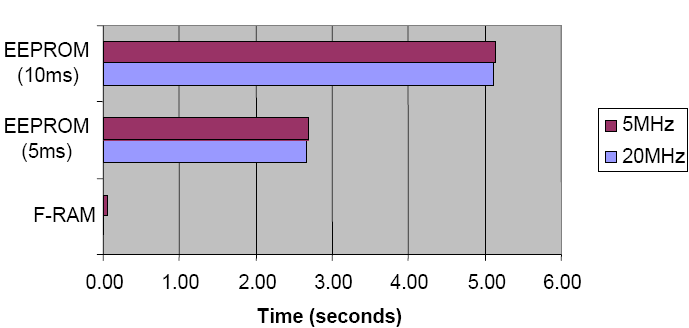 EEPROM
(10ms)
EEPROM
(5ms)
F-RAM
0.00 1.00 2.00 3.00 4.00 5.00 6.00
Time (seconds)
5MHz
20MHz